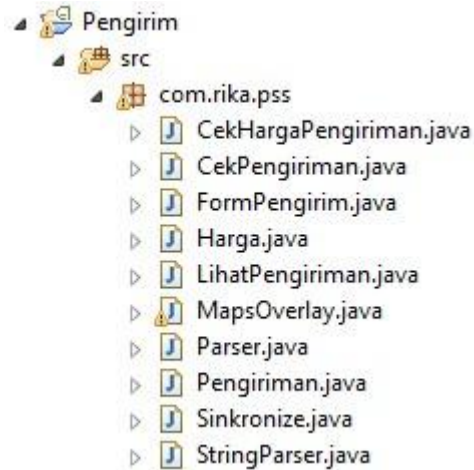 Pengirim
src
com.rika.pss
CekHargaPengiriman.java
CekPengiriman.java
FormPengirim.java
Harga.java
LihatPengiriman.java
MapsOverlay.java
Parser.java
Pengiriman.java
Sinkronize.java
StringParser.java